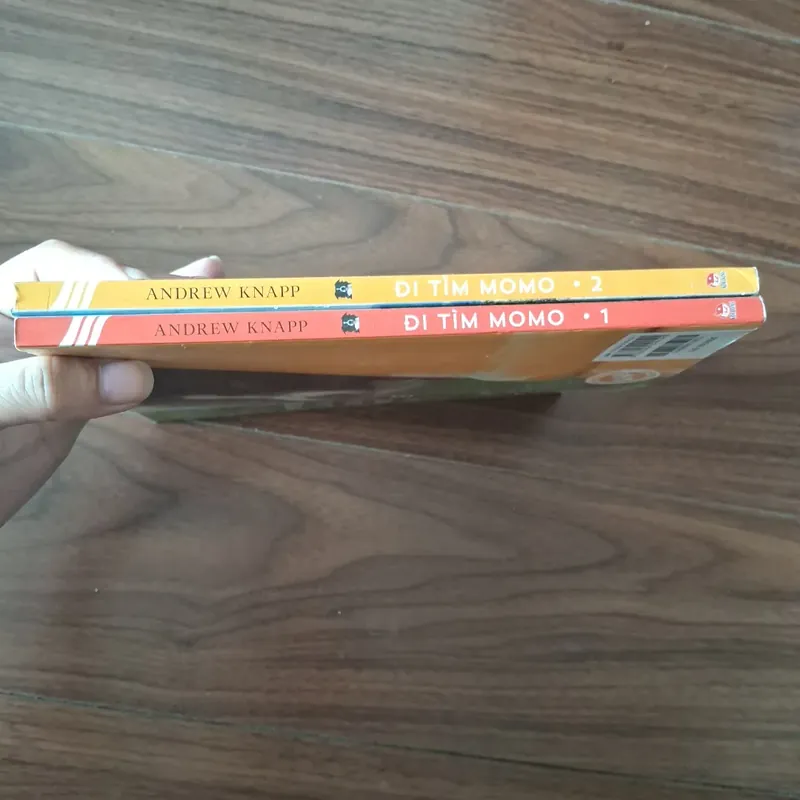 ANDREW KNAPP ĐI TÌM MOMO • 2
ANDREW KNAPP ĐI TÌM MOMO • 1